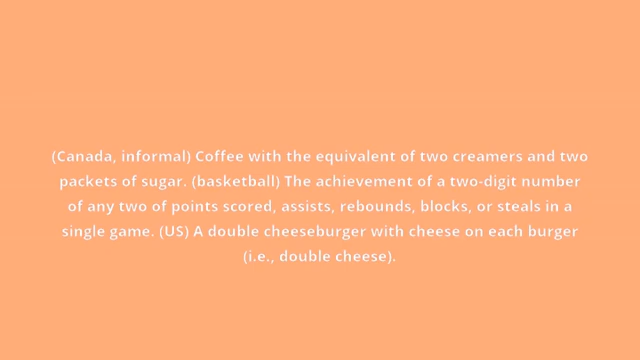 (Canada, informal) Coffee with the equivalent of two creamers and two
packets of sugar. (basketball) The achievement of a two-digit number
of any two of points scored, assists, rebounds, blocks, or steals in a
single game. (US) A double cheeseburger with cheese on each burger
(i.e., double cheese).